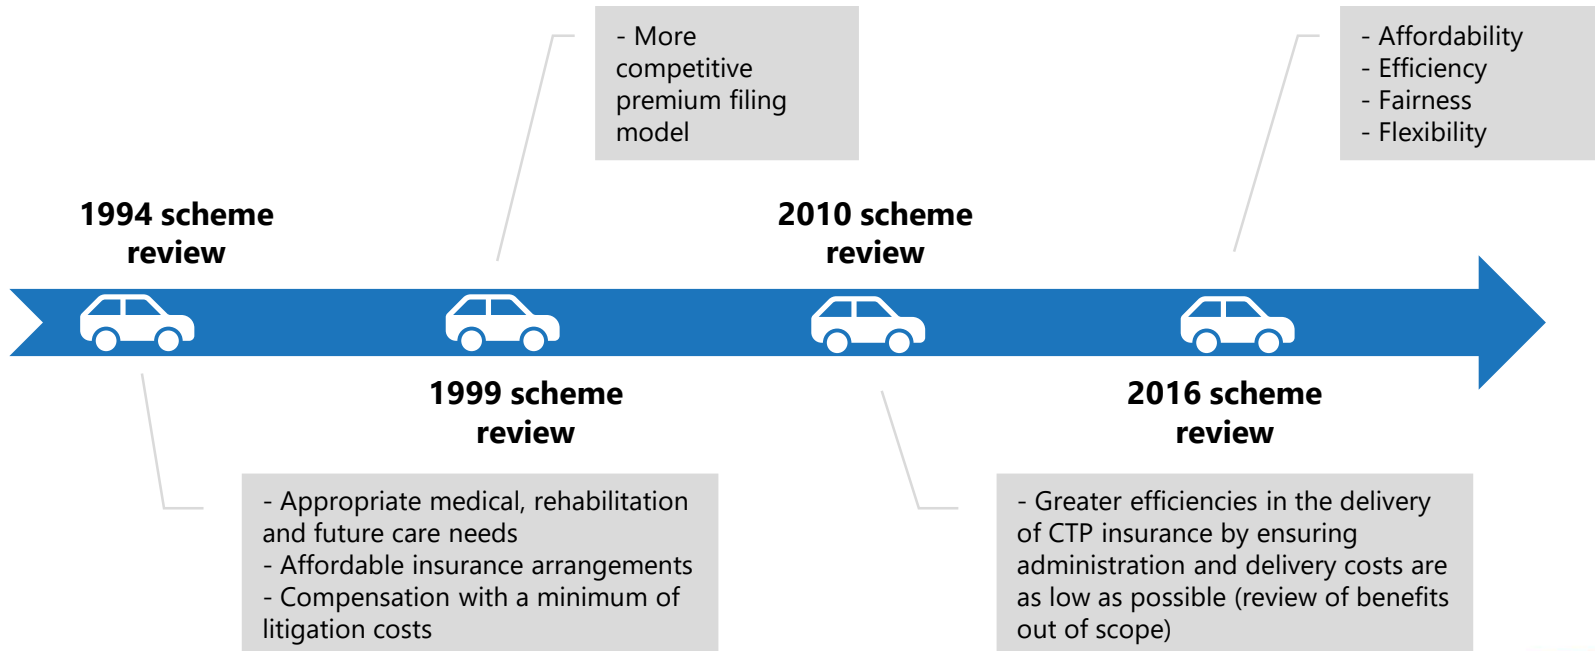 - More
competitive
premium filing
model
- Affordability
- Efficiency
- Fairness
- Flexibility
1994 scheme
review
2010 scheme
review
1999 scheme
review
2016 scheme
review
- Appropriate medical, rehabilitation
and future care needs
- Affordable insurance arrangements
- Compensation with a minimum of
litigation costs
- Greater efficiencies in the delivery
of CTP insurance by ensuring
administration and delivery costs are
as low as possible (review of benefits
out of scope)